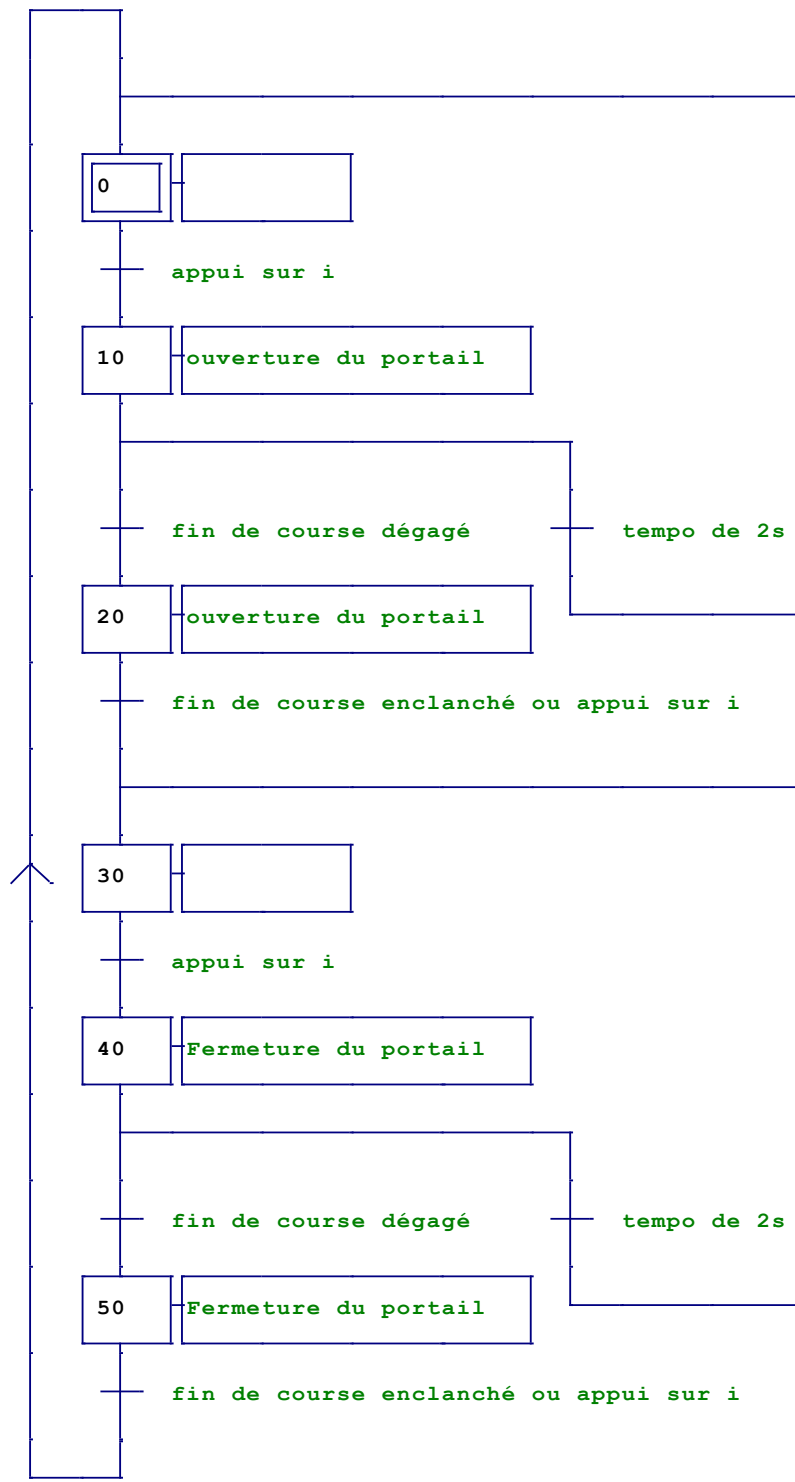 0
appui sur i
10 ouverture du portail
fin de course dégagé tempo de 2s
20 ouverture du portail
fin de course enclanché ou appui sur i
30
appui sur i
40 Fermeture du portail
fin de course dégagé tempo de 2s
50 Fermeture du portail
fin de course enclanché ou appui sur i